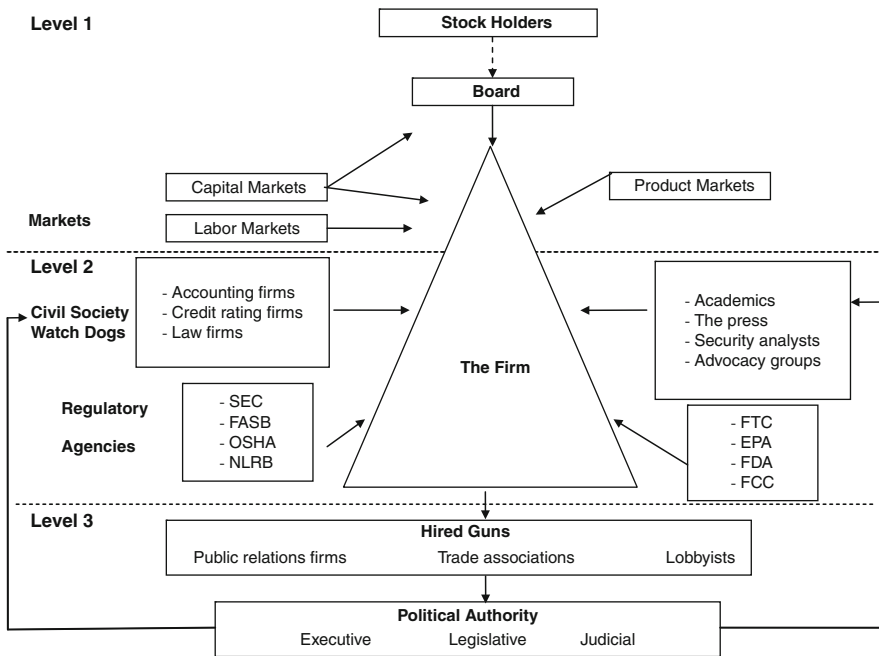 Level 1
Stock Holders
Board
Capital Markets
Product Markets
Markets
Labor Markets
Level 2
Civil Society
Watch Dogs
- Accounting firms
- Credit rating firms
- Law firms
- Academics
- The press
- Security analysts
- Advocacy groups
The Firm
Regulatory
Agencies
- SEC
- FASB
- OSHA
- NLRB
- FTC
- EPA
- FDA
- FCC
Level 3
Hired Guns
Public relations firms Trade associations Lobbyists
Political Authority
Executive Legislative Judicial